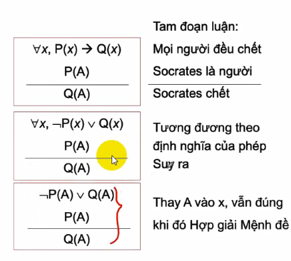 Tam đoạn luận:
∀x, P(x) → Q(x) Mọi người đều chết
P(A) Socrates là người
Q(A) Socrates chết
∀x, ¬P(x) ∨ Q(x) Tương đương theo
P(A) định nghĩa của phép
Q(A) Suy ra
¬P(A) ∨ Q(A) Thay A vào x, vẫn đúng
P(A) khi đó Hợp giải Mệnh đề
Q(A)